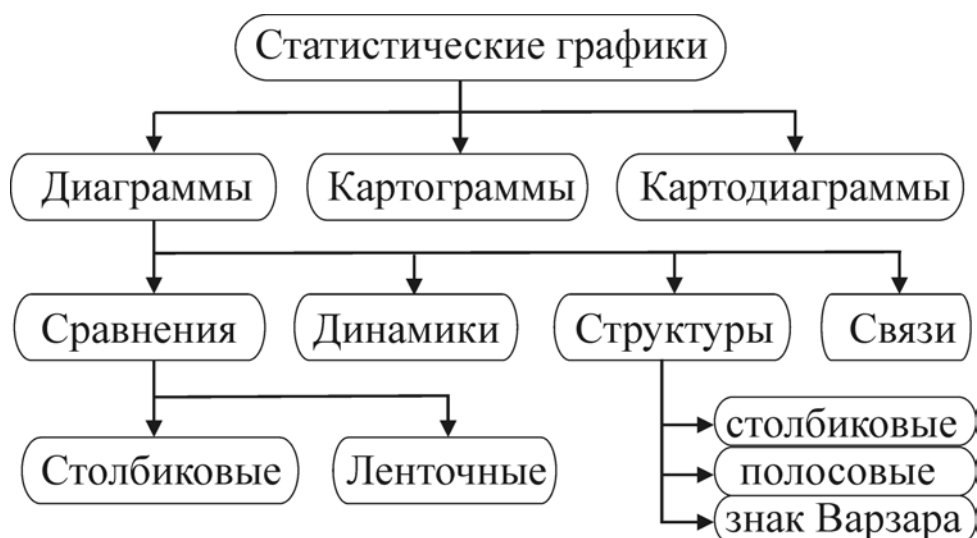 Статистические графики
Диаграммы
Картограммы
Картодиаграммы
Сравнения
Динамики
Структуры
Связи
Столбиковые
Ленточные
столбиковые
полосовые
знак Варзара